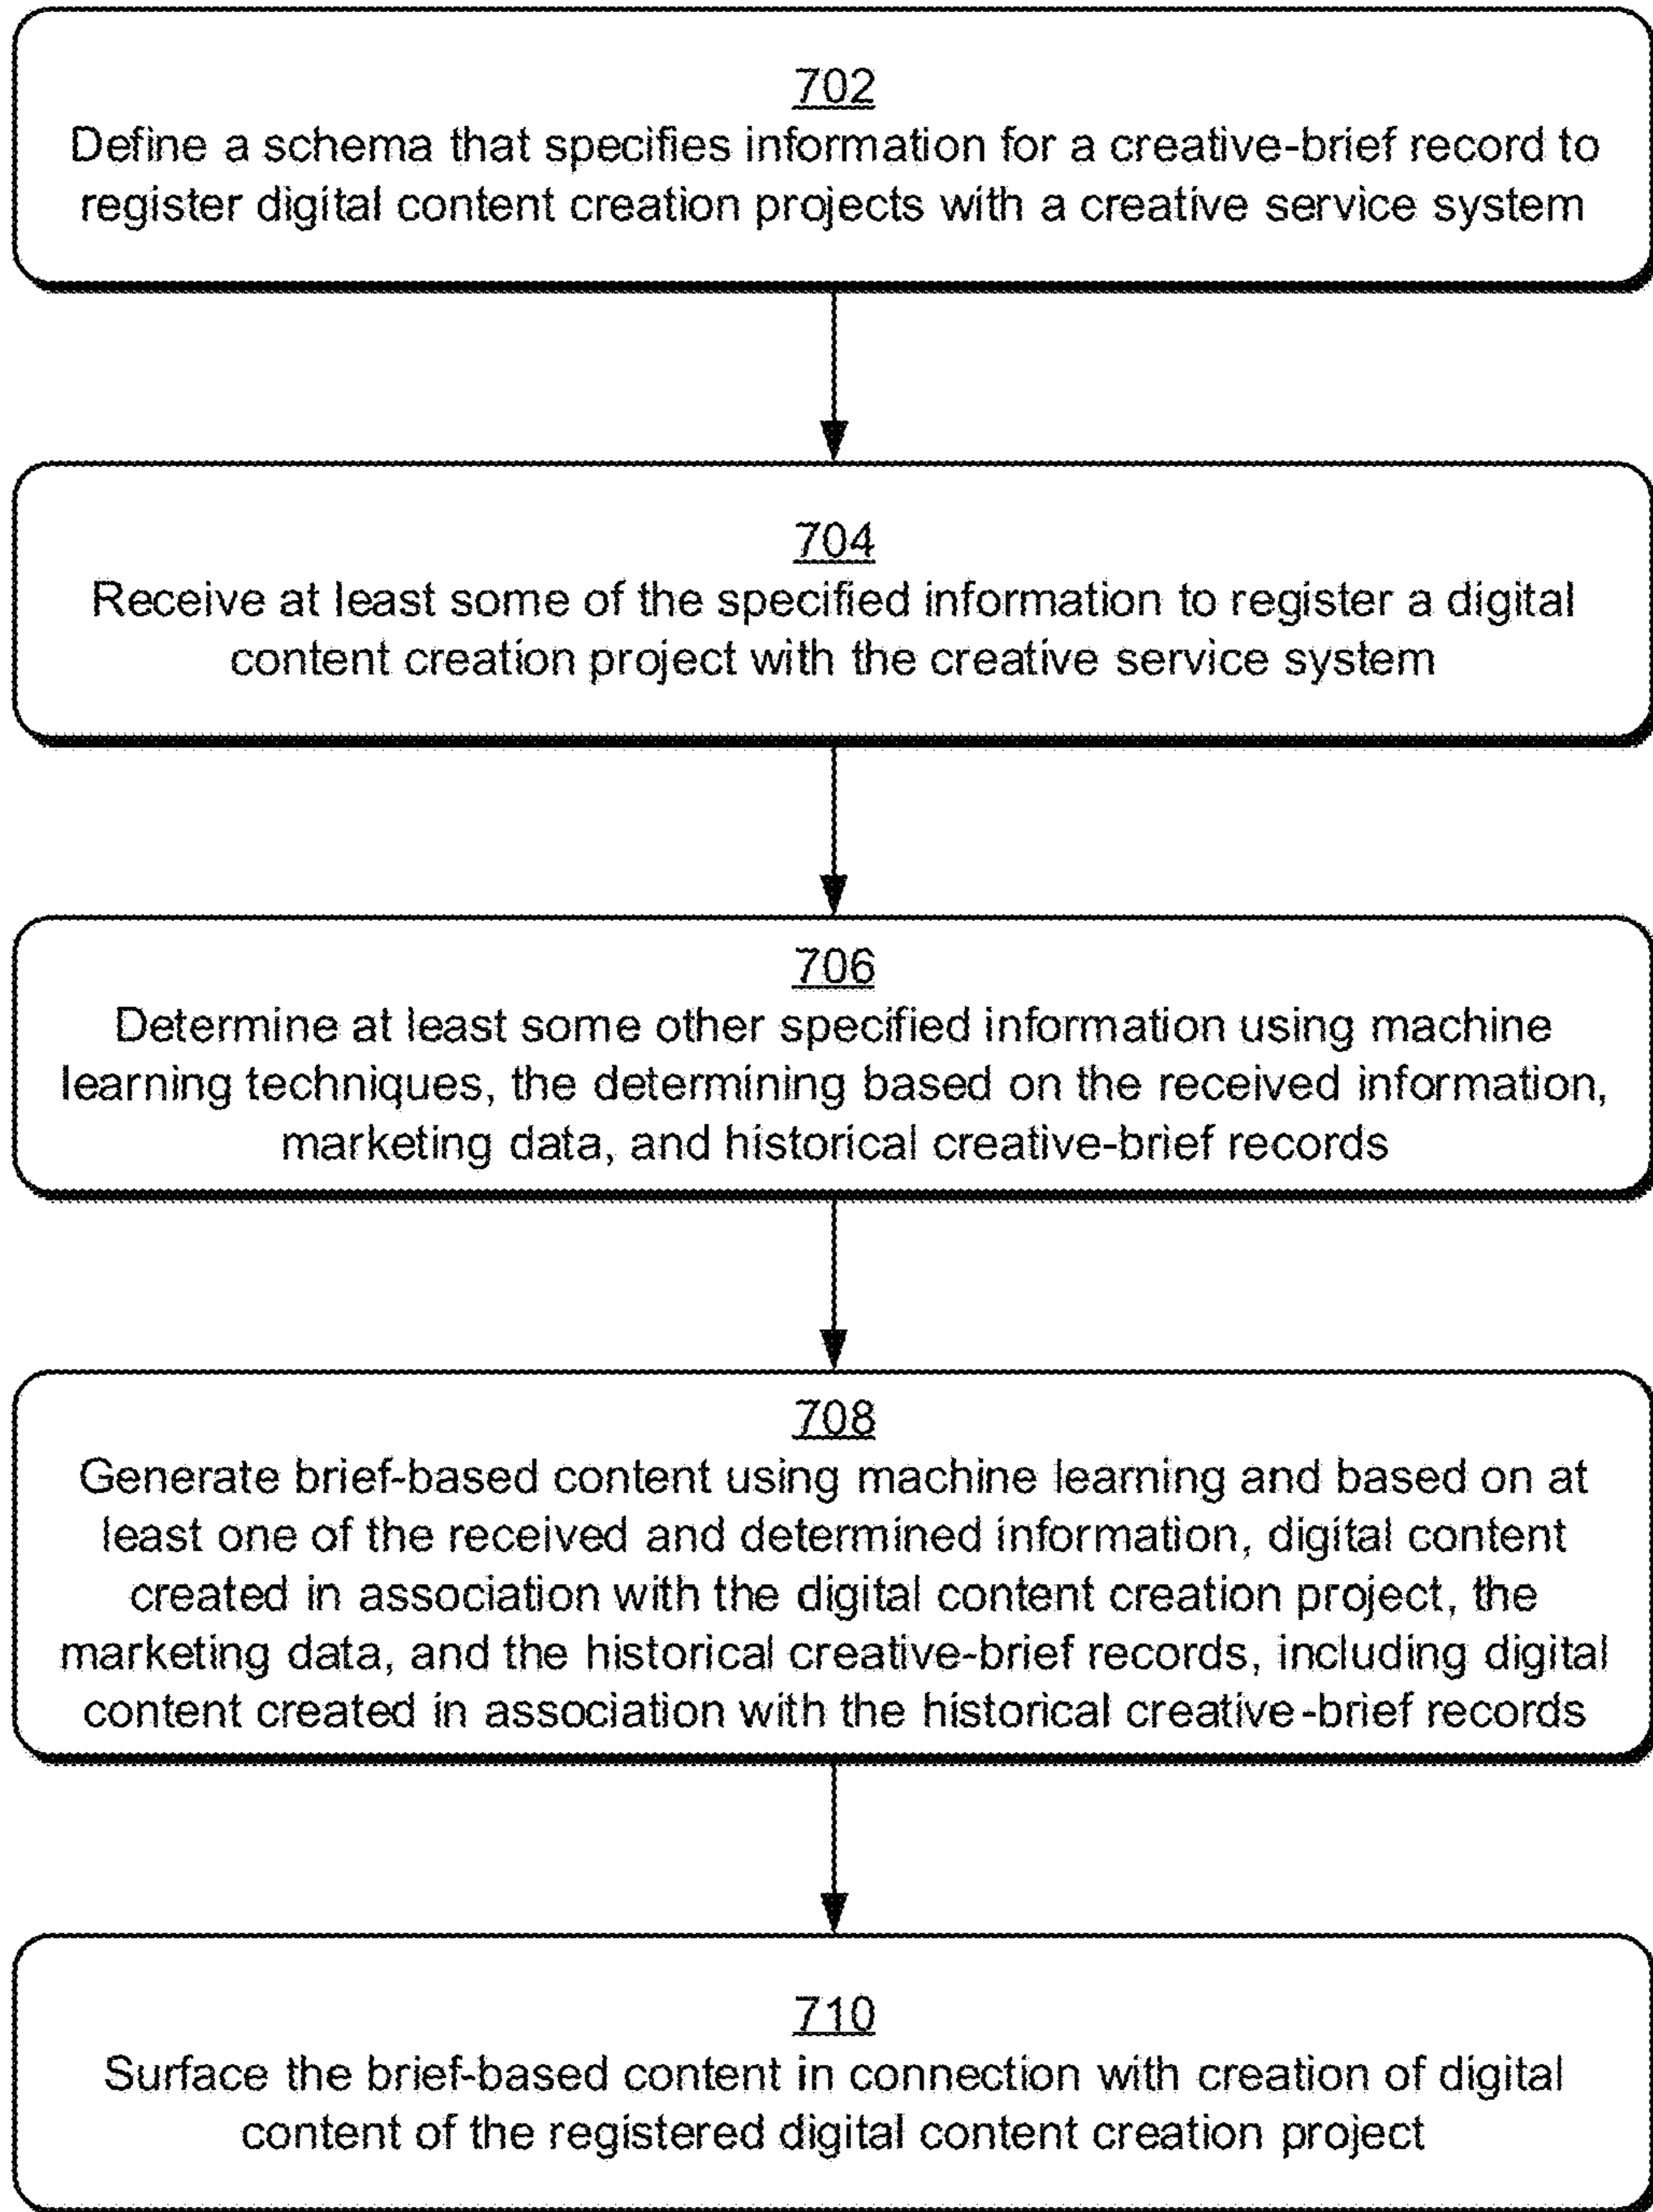 702
Define a schema that specifies information for a creative-brief record to
register digital content creation projects with a creative service system
704
Receive at least some of the specified information to register a digital
content creation project with the creative service system
706
Determine at least some other specified information using machine
learning techniques, the determining based on the received information,
marketing data, and historical creative-brief records
708
Generate brief-based content using machine learning and based on at
least one of the received and determined information, digital content
created in association with the digital content creation project, the
marketing data, and the historical creative-brief records, including digital
content created in association with the historical creative-brief records
710
Surface the brief-based content in connection with creation of digital
content of the registered digital content creation project